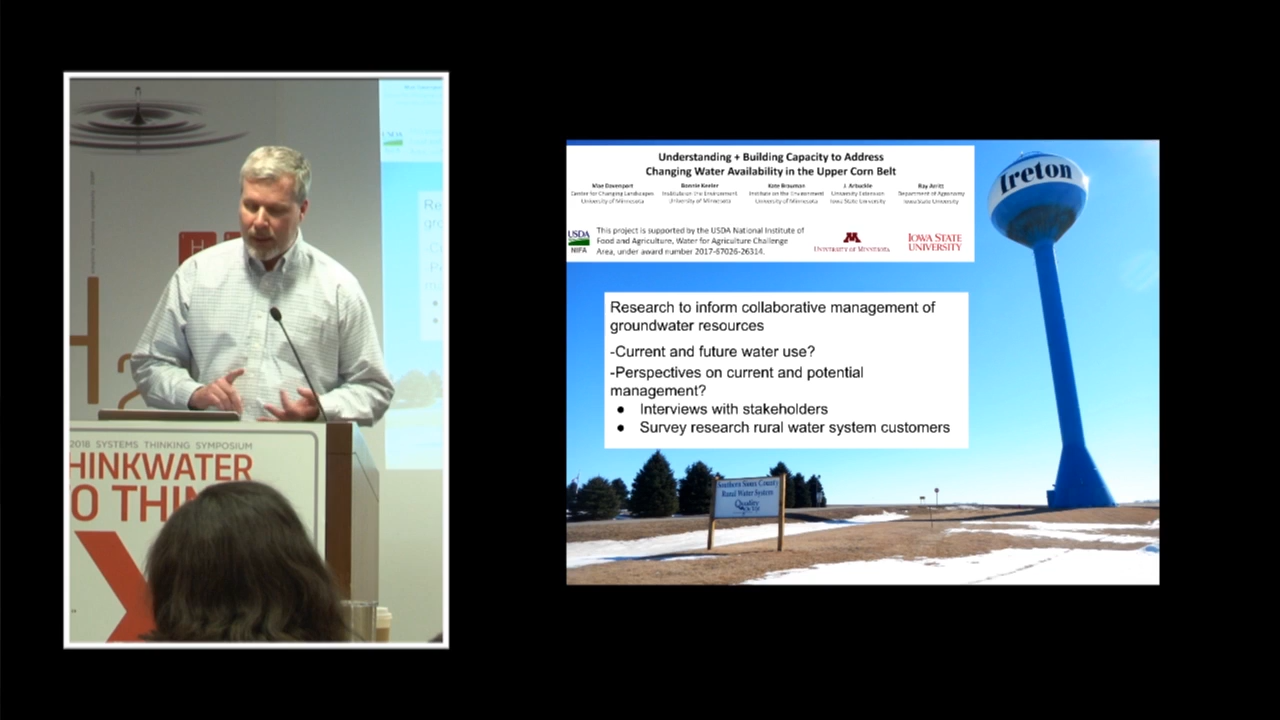 H
2018 SYSTEMS THINKING SYMPOSIUM
HINKWATER
O THIN
Understanding + Building Capacity to Address
Changing Water Availability in the Upper Corn Belt
Mae Davenport
Center for Changing Landscapes
University of Minnesota
Bonnie Keeler
Institute on the Environment
University of Minnesota
Kate Brauman
Institute on the Environment
University of Minnesota
J. Arbuckle
University Extension
Iowa State University
Ray Arritt
Department of Agronomy
Iowa State University
USDA
NIFA
This project is supported by the USDA National Institute of
Food and Agriculture, Water for Agriculture Challenge
Area, under award number 2017-67026-26314.
UNIVERSITY OF MINNESOTA
IOWA STATE
UNIVERSITY
Ireton
Research to inform collaborative management of
groundwater resources
-Current and future water use?
-Perspectives on current and potential
management?
● Interviews with stakeholders
● Survey research rural water system customers
Southern Sioux County
Rural Water System
Quality
On Tap